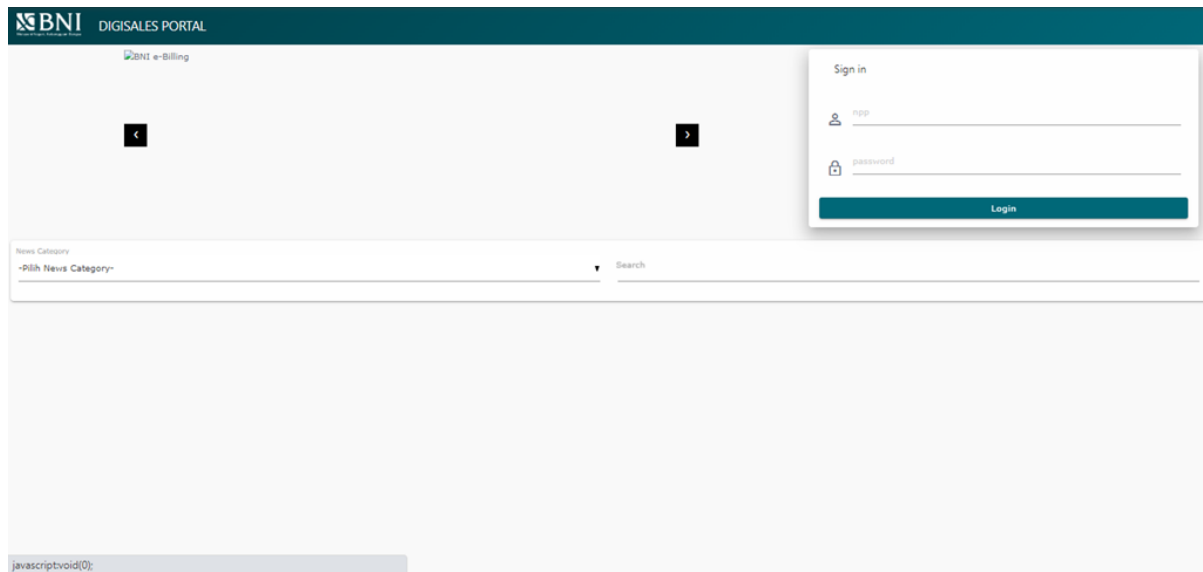 BNI DIGISALES PORTAL
BNI e-Billing
Sign in
npp
password
Login
News Category
-Pilih News Category-
Search
javascript:void(0);